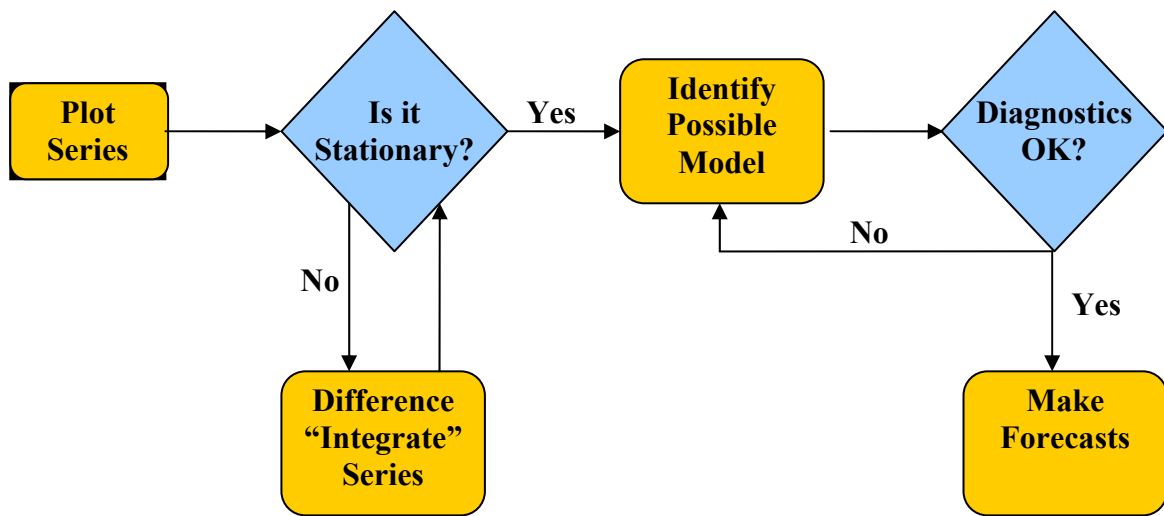 Plot
Series
Is it
Stationary?
Yes
Identify
Possible
Model
Diagnostics
OK?
No
No
Yes
Difference
“Integrate”
Series
Make
Forecasts